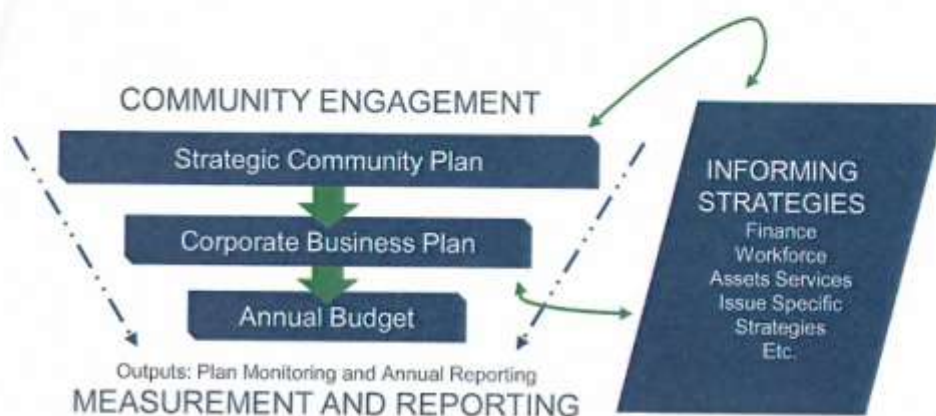 COMMUNITY ENGAGEMENT
Strategic Community Plan
Corporate Business Plan
Annual Budget
Outputs: Plan Monitoring and Annual Reporting
MEASUREMENT AND REPORTING
INFORMING
STRATEGIES
Finance
Workforce
Assets Services
Issue Specific
Strategies
Etc.